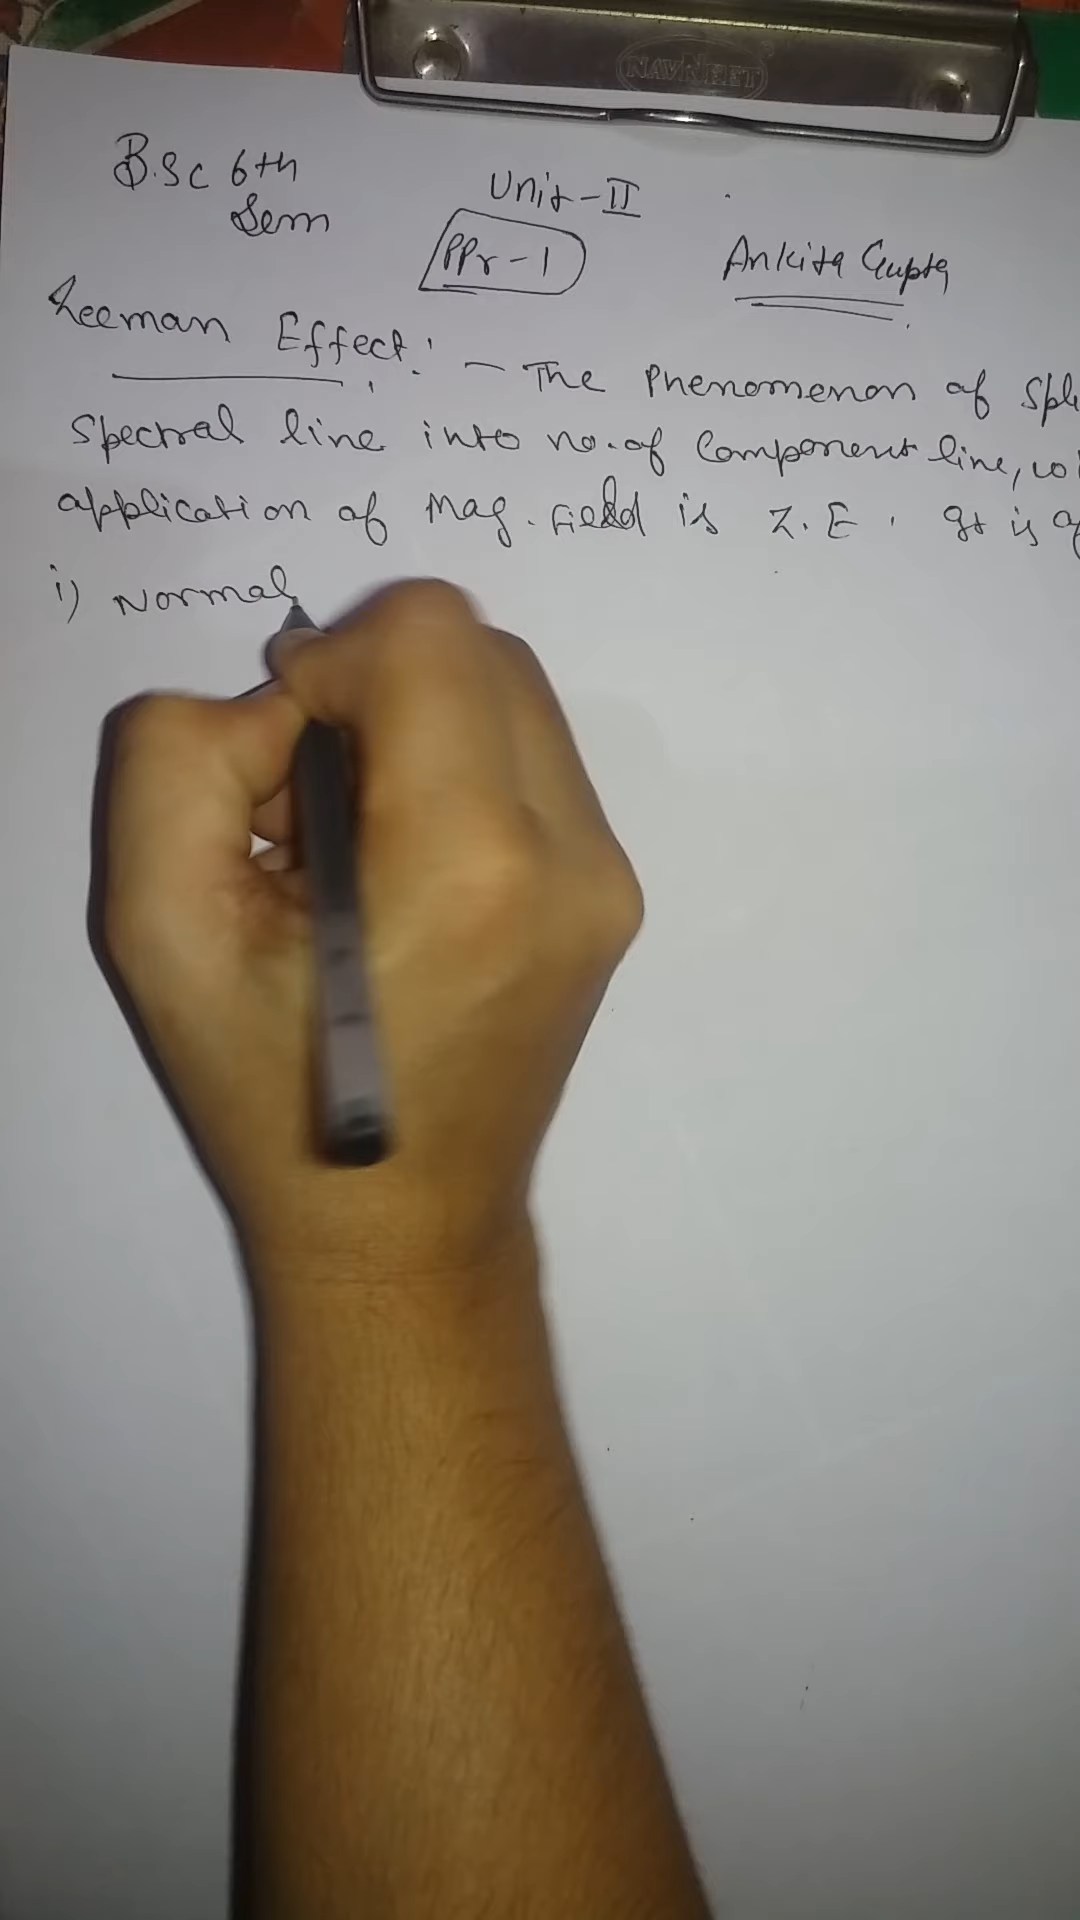 NAVNEET
B.Sc 6th
Sem
Unit-II
PPr-1
Ankita Gupta
Zeeman Effect:- The Phenomenon of Spl
Spectral line into no. of Component line,
application of Mag. field is Z.E. It is
i) Normal